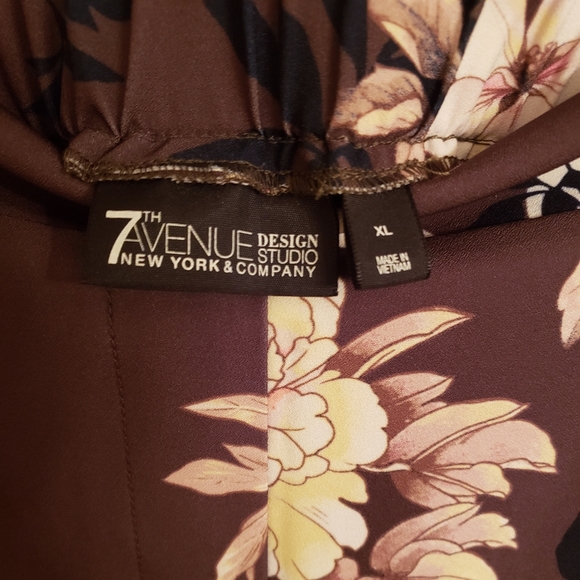 7TH AVENUE DESIGN STUDIO
NEW YORK & COMPANY
XL
MADE IN
VIETNAM